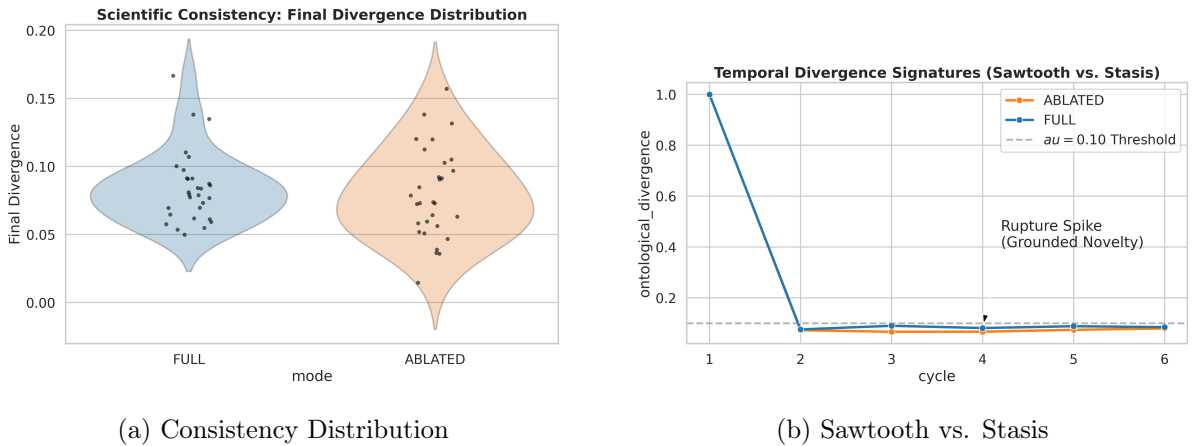 Scientific Consistency: Final Divergence Distribution
Final Divergence
0.20
0.15
0.10
0.05
0.00
FULL
ABLATED
mode
(a) Consistency Distribution
Temporal Divergence Signatures (Sawtooth vs. Stasis)
ontological_divergence
1.0
0.8
0.6
0.4
0.2
ABLATED
FULL
au = 0.10 Threshold
Rupture Spike
(Grounded Novelty)
1
2
3
4
5
6
cycle
(b) Sawtooth vs. Stasis